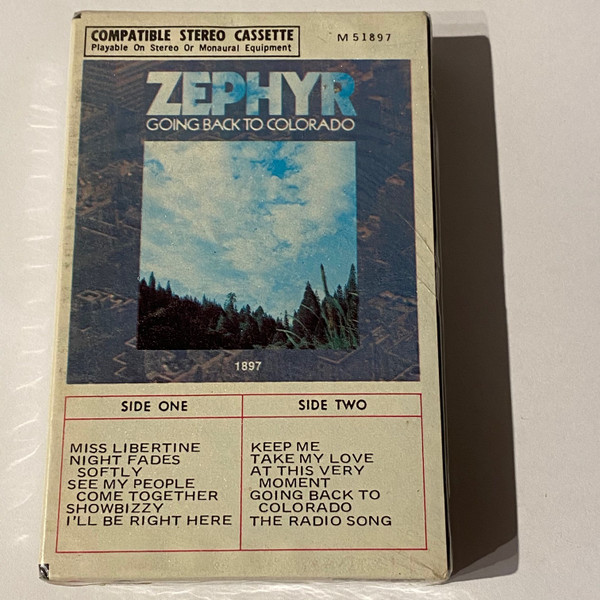 COMPATIBLE STEREO CASSETTE
Playable On Stereo Or Monaural Equipment
M 51897
ZEPHYR
GOING BACK TO COLORADO
1897
SIDE ONE
MISS LIBERTINE
NIGHT FADES
SOFTLY
SEE MY PEOPLE
COME TOGETHER
SHOWBIZZY
I'LL BE RIGHT HERE
SIDE TWO
KEEP ME
TAKE MY LOVE
AT THIS VERY
MOMENT
GOING BACK TO
COLORADO
THE RADIO SONG